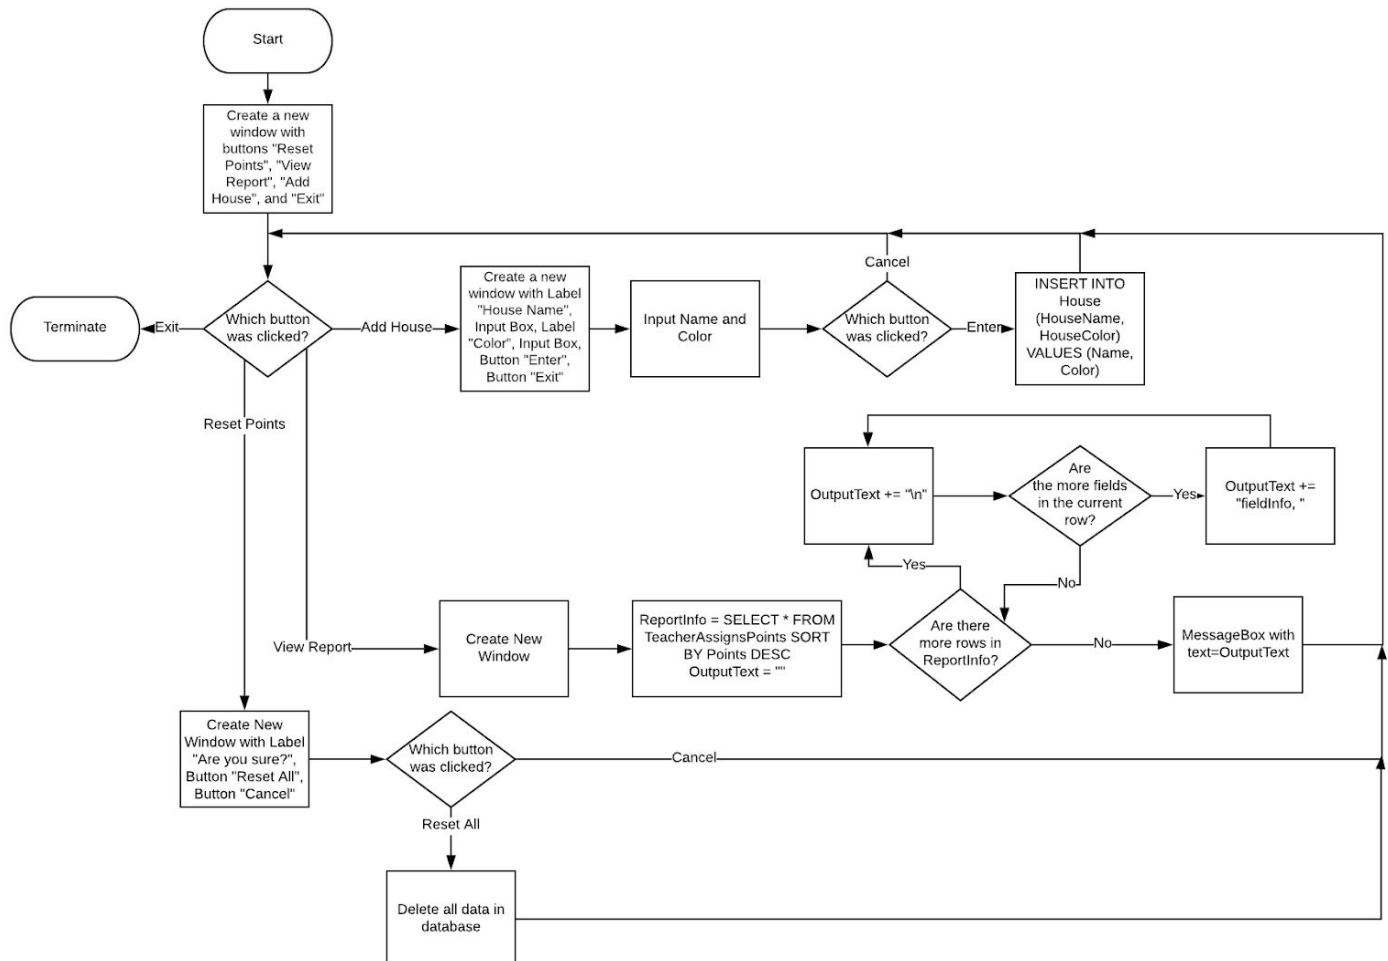 Start
Create a new
window with
buttons "Reset
Points", "View
Report", "Add
House", and "Exit"
Which button
was clicked?
Exit
Terminate
Add House
Create a new
window with Label
"House Name",
Input Box, Label
"Color", Input Box,
Button "Enter",
Button "Exit"
Input Name and
Color
Which button
was clicked?
Cancel
Enter
INSERT INTO
House
(HouseName,
HouseColor)
VALUES (Name,
Color)
Reset Points
View Report
Create New
Window
ReportInfo = SELECT * FROM
TeacherAssignsPoints SORT
BY Points DESC
OutputText = ""
Are there
more rows in
ReportInfo?
Yes
OutputText += "\n"
Are
the more fields
in the current
row?
Yes
OutputText +=
"fieldInfo, "
No
No
MessageBox with
text=OutputText
Create New
Window with Label
"Are you sure?",
Button "Reset All",
Button "Cancel"
Which button
was clicked?
Cancel
Reset All
Delete all data in
database